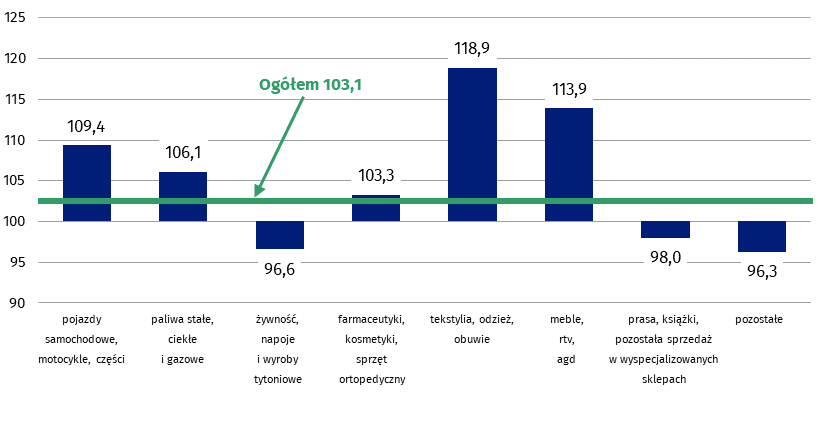 125
120
115
110
105
100
95
90
Ogółem 103,1
109,4
106,1
96,6
103,3
118,9
113,9
98,0
96,3
pojazdy
samochodowe,
motocykle, części
paliwa stałe,
ciekłe
i gazowe
żywność,
napoje
i wyroby
tytoniowe
farmaceutyki,
kosmetyki,
sprzęt
ortopedyczny
tekstylia, odzież,
obuwie
meble,
rtv,
agd
prasa, książki,
pozostała sprzedaż
w wyspecjalizowanych
sklepach
pozostałe